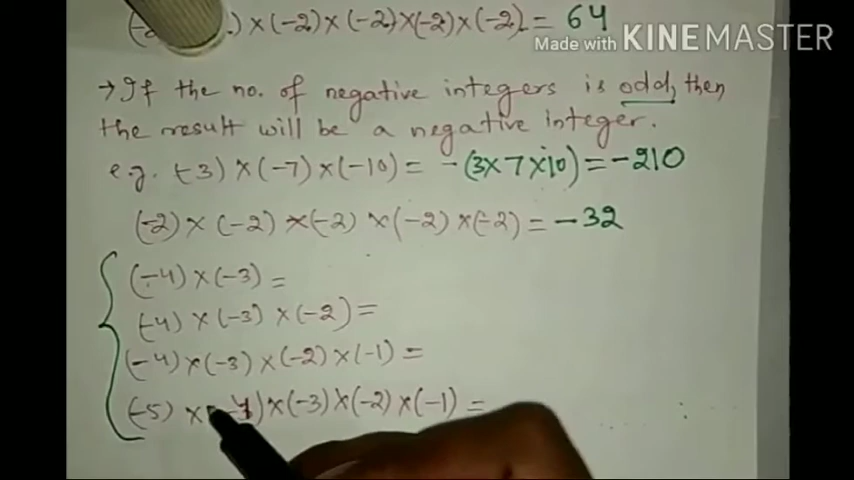 (-2 ) × (-2) × (-2) × (-2) × (-2) = 64
Made with KINEMASTER
→ If the no. of negative integers is odd, then
the result will be a negative integer.
e.g. (-3) × (-7) × (-10) = - (3 × 7 × 10) = -210
(-2) × (-2) × (-2) × (-2) × (-2) = -32
(-4) × (-3) =
(-4) × (-3) × (-2) =
(-4) × (-3) × (-2) × (-1) =
(-5) × (-4) × (-3) × (-2) × (-1) =